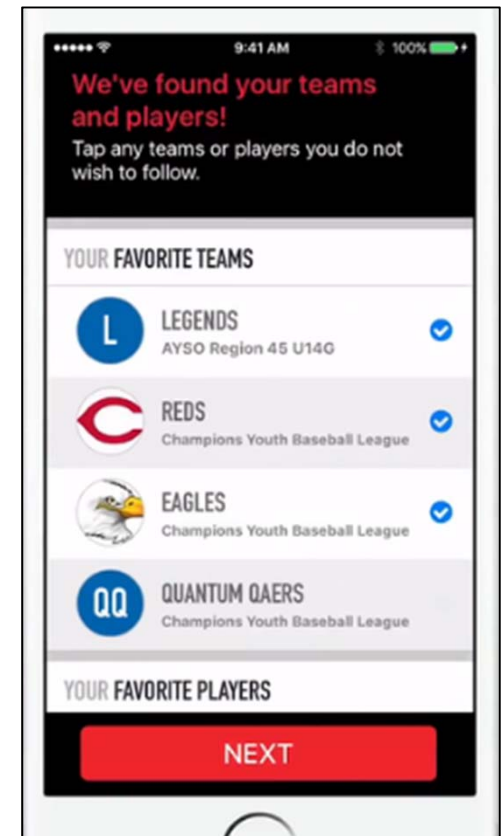 9:41 AM 100%
We've found your teams
and players!
Tap any teams or players you do not
wish to follow.
YOUR FAVORITE TEAMS
L LEGENDS
AYSO Region 45 U14G
C REDS
Champions Youth Baseball League
EAGLES
Champions Youth Baseball League
QQ QUANTUM QAERS
Champions Youth Baseball League
YOUR FAVORITE PLAYERS
NEXT